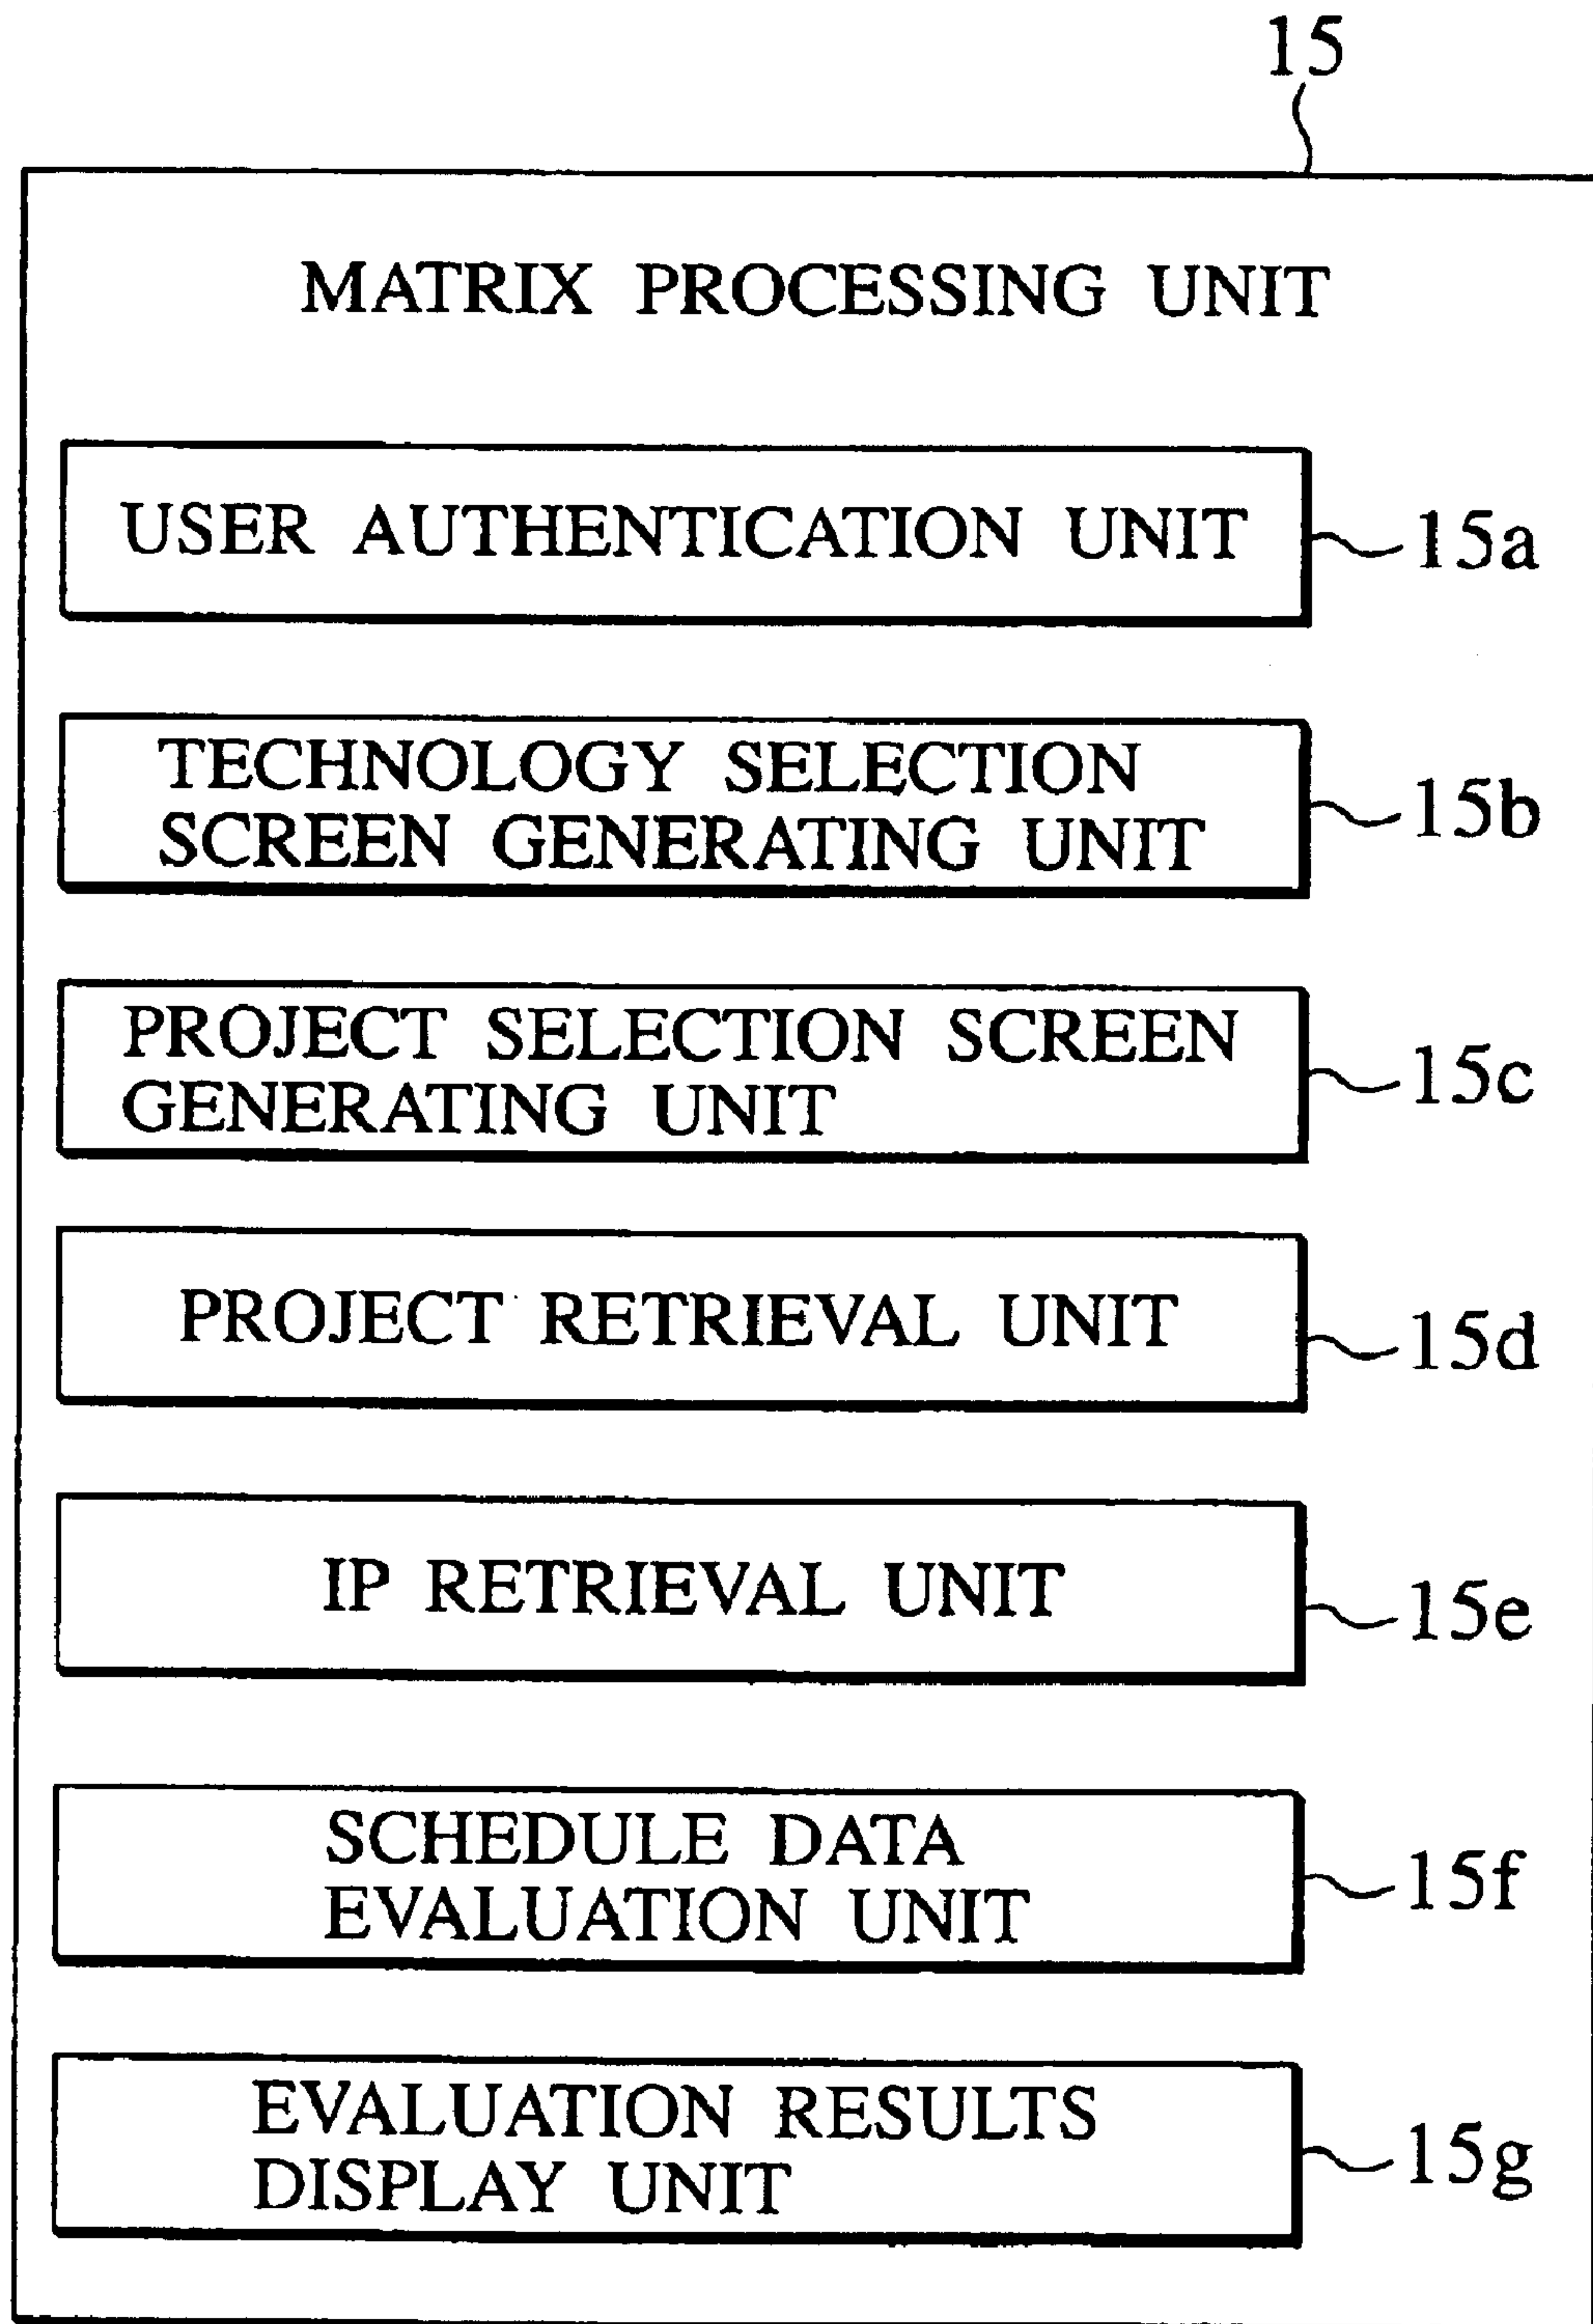 15
MATRIX PROCESSING UNIT
USER AUTHENTICATION UNIT
15a
TECHNOLOGY SELECTION
SCREEN GENERATING UNIT
15b
PROJECT SELECTION SCREEN
GENERATING UNIT
15c
PROJECT RETRIEVAL UNIT
15d
IP RETRIEVAL UNIT
15e
SCHEDULE DATA
EVALUATION UNIT
15f
EVALUATION RESULTS
DISPLAY UNIT
15g